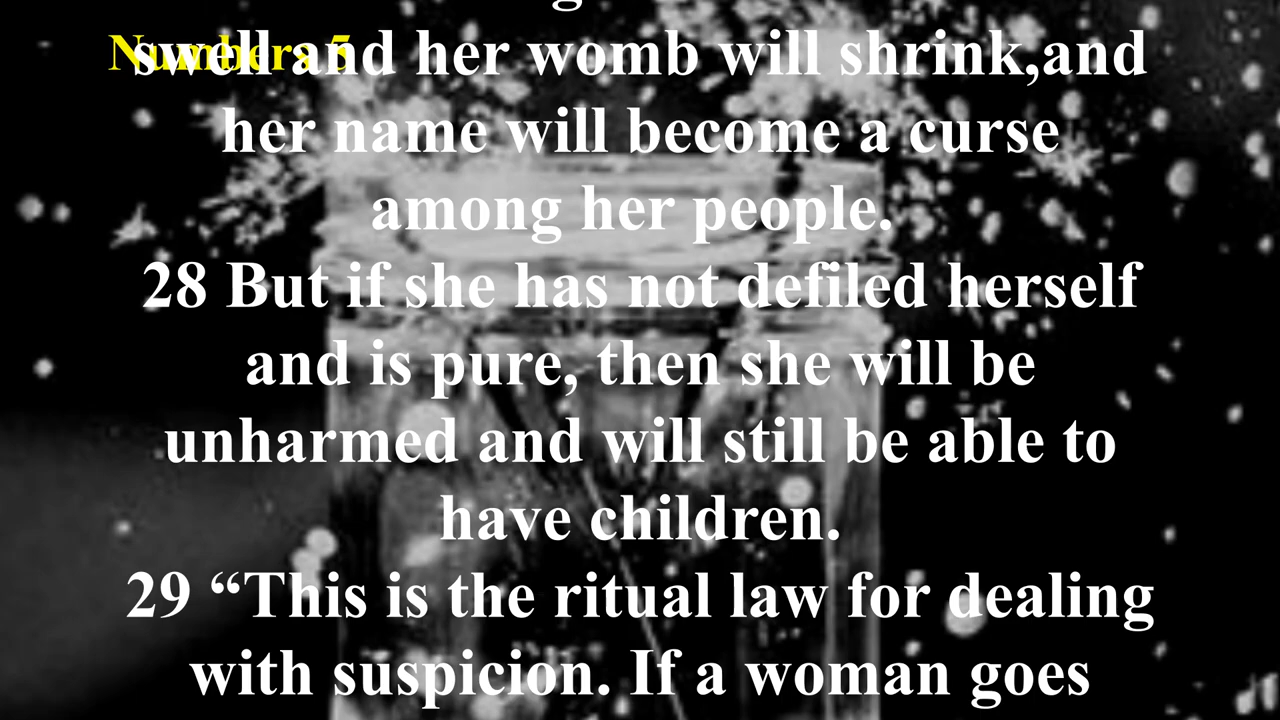 Numbers 5
swell and her womb will shrink,and
her name will become a curse
among her people.
28 But if she has not defiled herself
and is pure, then she will be
unharmed and will still be able to
have children.
29 “This is the ritual law for dealing
with suspicion. If a woman goes